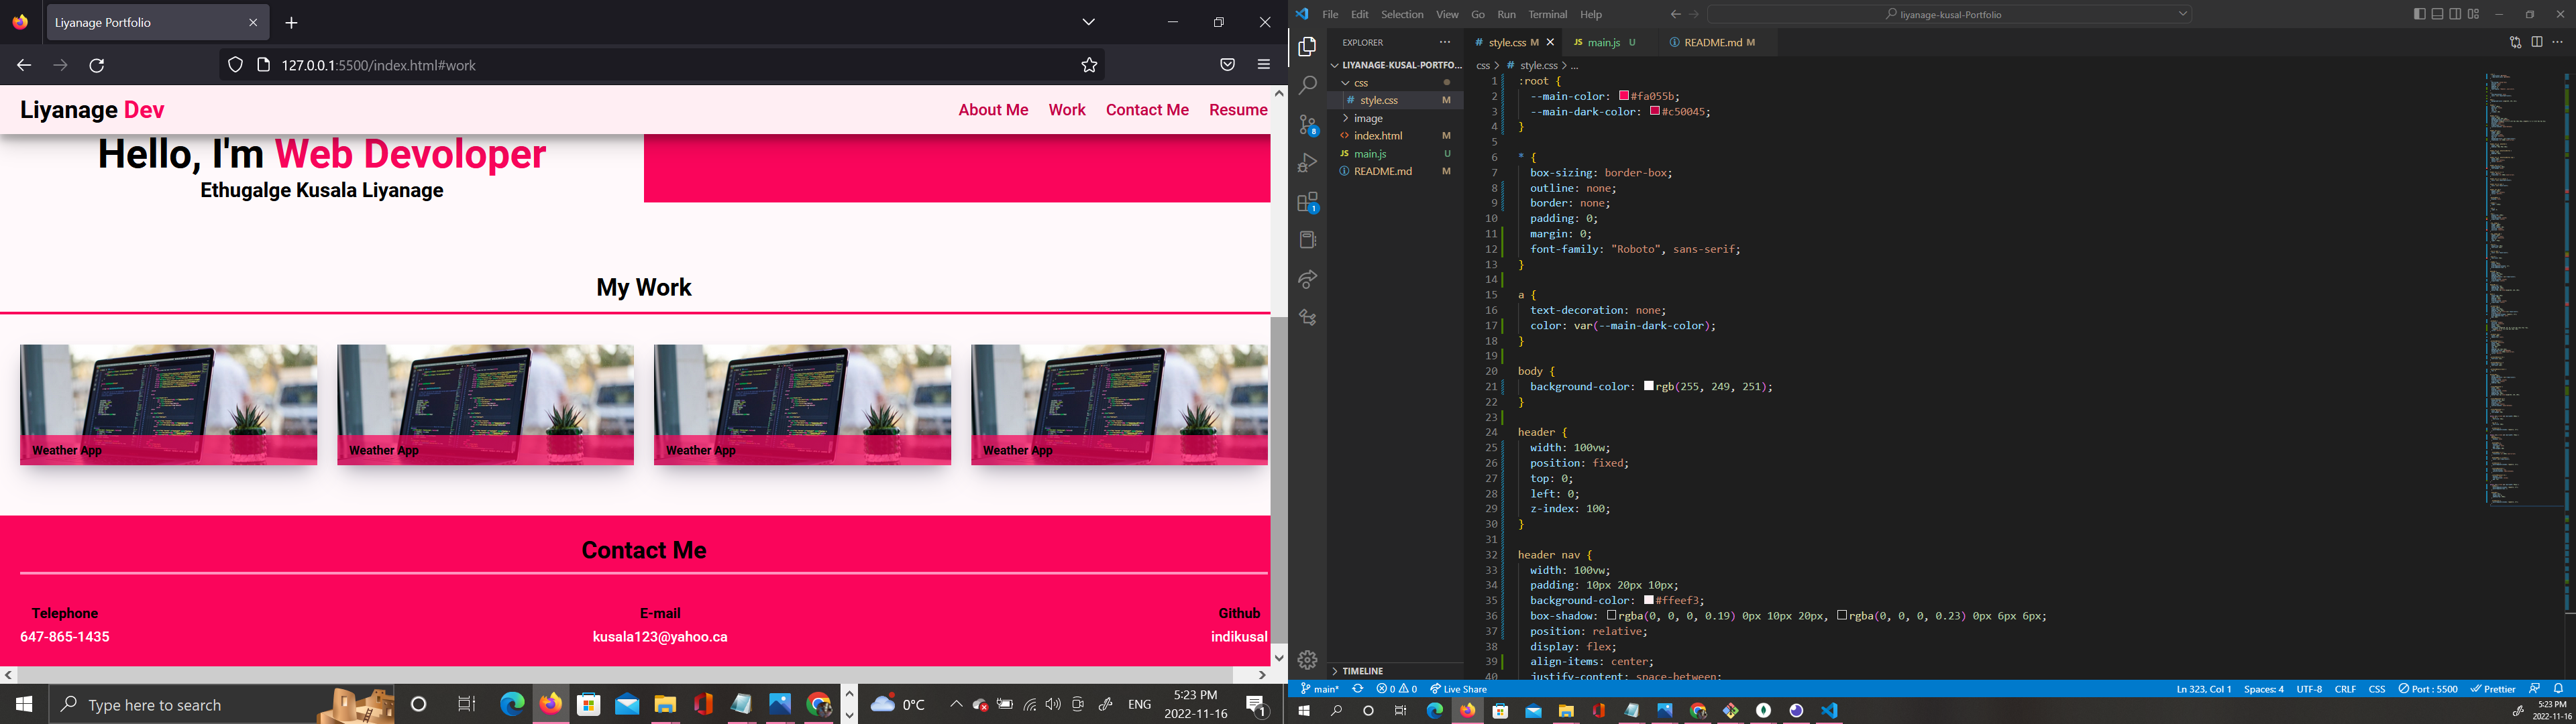 Liyanage Portfolio
127.0.0.1:5500/index.html#work
Liyanage Dev
About Me Work Contact Me Resume
Hello, I'm Web Devoloper
Ethugalge Kusala Liyanage
My Work
Weather App Weather App Weather App Weather App
Contact Me
Telephone E-mail Github
647-865-1435 kusala123@yahoo.ca indikusal
Type here to search
0°C
ENG
5:23 PM
2022-11-16
1
File Edit Selection View Go Run Terminal Help
liyanage-kusal-Portfolio
EXPLORER
LIYANAGE-KUSAL-PORTFO...
css
# style.css M
image
<> index.html M
JS main.js U
README.md M
TIMELINE
8
1
# style.css M
JS main.js U
README.md M
css > # style.css > ...
1 :root {
2 --main-color: #fa055b;
3 --main-dark-color: #c50045;
4 }
5
6 * {
7 box-sizing: border-box;
8 outline: none;
9 border: none;
10 padding: 0;
11 margin: 0;
12 font-family: "Roboto", sans-serif;
13 }
14
15 a {
16 text-decoration: none;
17 color: var(--main-dark-color);
18 }
19
20 body {
21 background-color: rgb(255, 249, 251);
22 }
23
24 header {
25 width: 100vw;
26 position: fixed;
27 top: 0;
28 left: 0;
29 z-index: 100;
30 }
31
32 header nav {
33 width: 100vw;
34 padding: 10px 20px 10px;
35 background-color: #ffeef3;
36 box-shadow: rgba(0, 0, 0, 0.19) 0px 10px 20px, rgba(0, 0, 0, 0.23) 0px 6px 6px;
37 position: relative;
38 display: flex;
39 align-items: center;
40 justify-content: space-between;
main* 0 0 Live Share
Ln 323, Col 1 Spaces: 4 UTF-8 CRLF CSS Port : 5500 Prettier
5:23 PM
2022-11-16